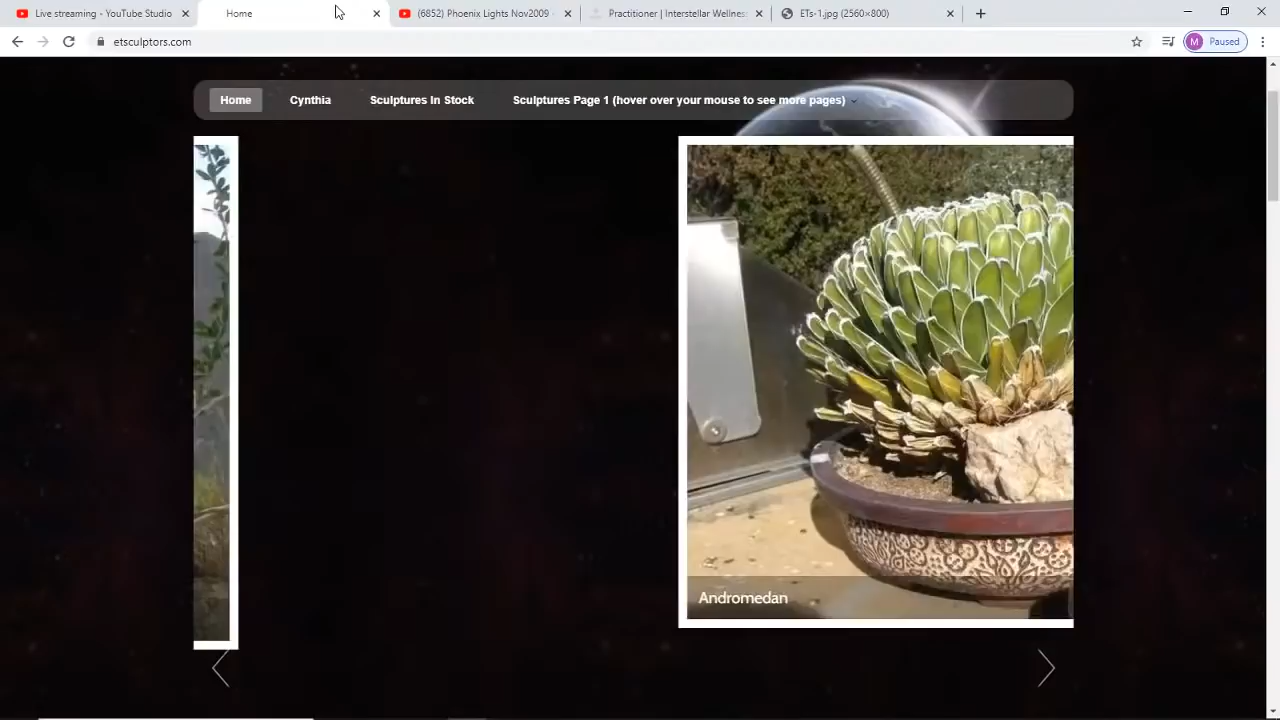 Live streaming - YouTube Studio
Home
(6852) Phoenix Lights Nov2009 -
Practitioner | Interstellar Wellness
ETs-1.jpg (2560×800)
etsculptors.com
M Paused
Home
Cynthia
Sculptures In Stock
Sculptures Page 1 (hover over your mouse to see more pages)
Andromedan